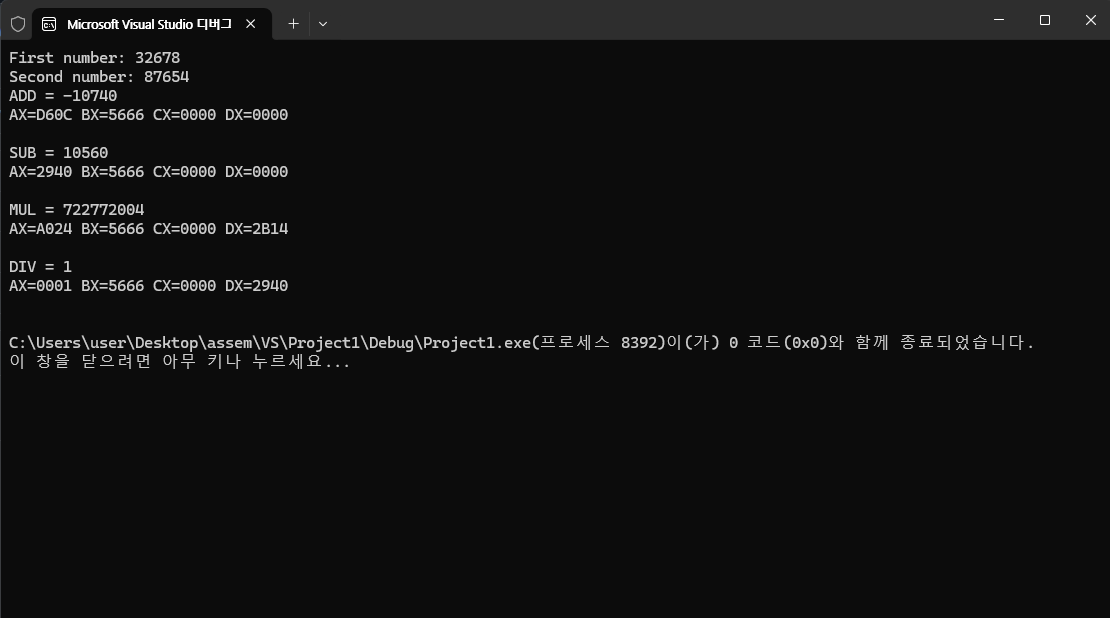 Microsoft Visual Studio 디버그
First number: 32678
Second number: 87654
ADD = -10740
AX=D60C BX=5666 CX=0000 DX=0000
SUB = 10560
AX=2940 BX=5666 CX=0000 DX=0000
MUL = 722772004
AX=A024 BX=5666 CX=0000 DX=2B14
DIV = 1
AX=0001 BX=5666 CX=0000 DX=2940
C:\Users\user\Desktop\assem\VS\Project1\Debug\Project1.exe(프로세스 8392)이(가) 0 코드(0x0)와 함께 종료되었습니다.
이 창을 닫으려면 아무 키나 누르세요...